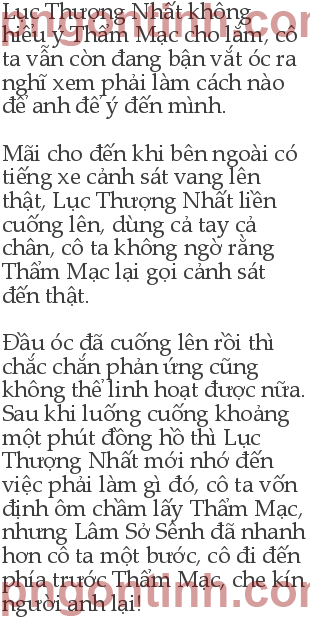 Lục Thượng Nhất không
hiểu ý Thẩm Mạc cho lắm, cô
ta vẫn còn đang bận vắt óc ra
nghĩ xem phải làm cách nào
để anh để ý đến mình.

Mãi cho đến khi bên ngoài có
tiếng xe cảnh sát vang lên
thật, Lục Thượng Nhất liền
cuống lên, dùng cả tay cả
chân, cô ta không ngờ rằng
Thẩm Mạc lại gọi cảnh sát
đến thật.

Đầu óc đã cuống lên rồi thì
chắc chắn phản ứng cũng
không thể linh hoạt được nữa.
Sau khi luống cuống khoảng
một phút đồng hồ thì Lục
Thượng Nhất mới nhớ đến
việc phải làm gì đó, cô ta vốn
định ôm chầm lấy Thẩm Mạc,
nhưng Lâm Sở Sênh đã nhanh
hơn cô ta một bước, cô đi đến
phía trước Thẩm Mạc, che kín
người anh lại!
pngontinh.com
pngontinh.com